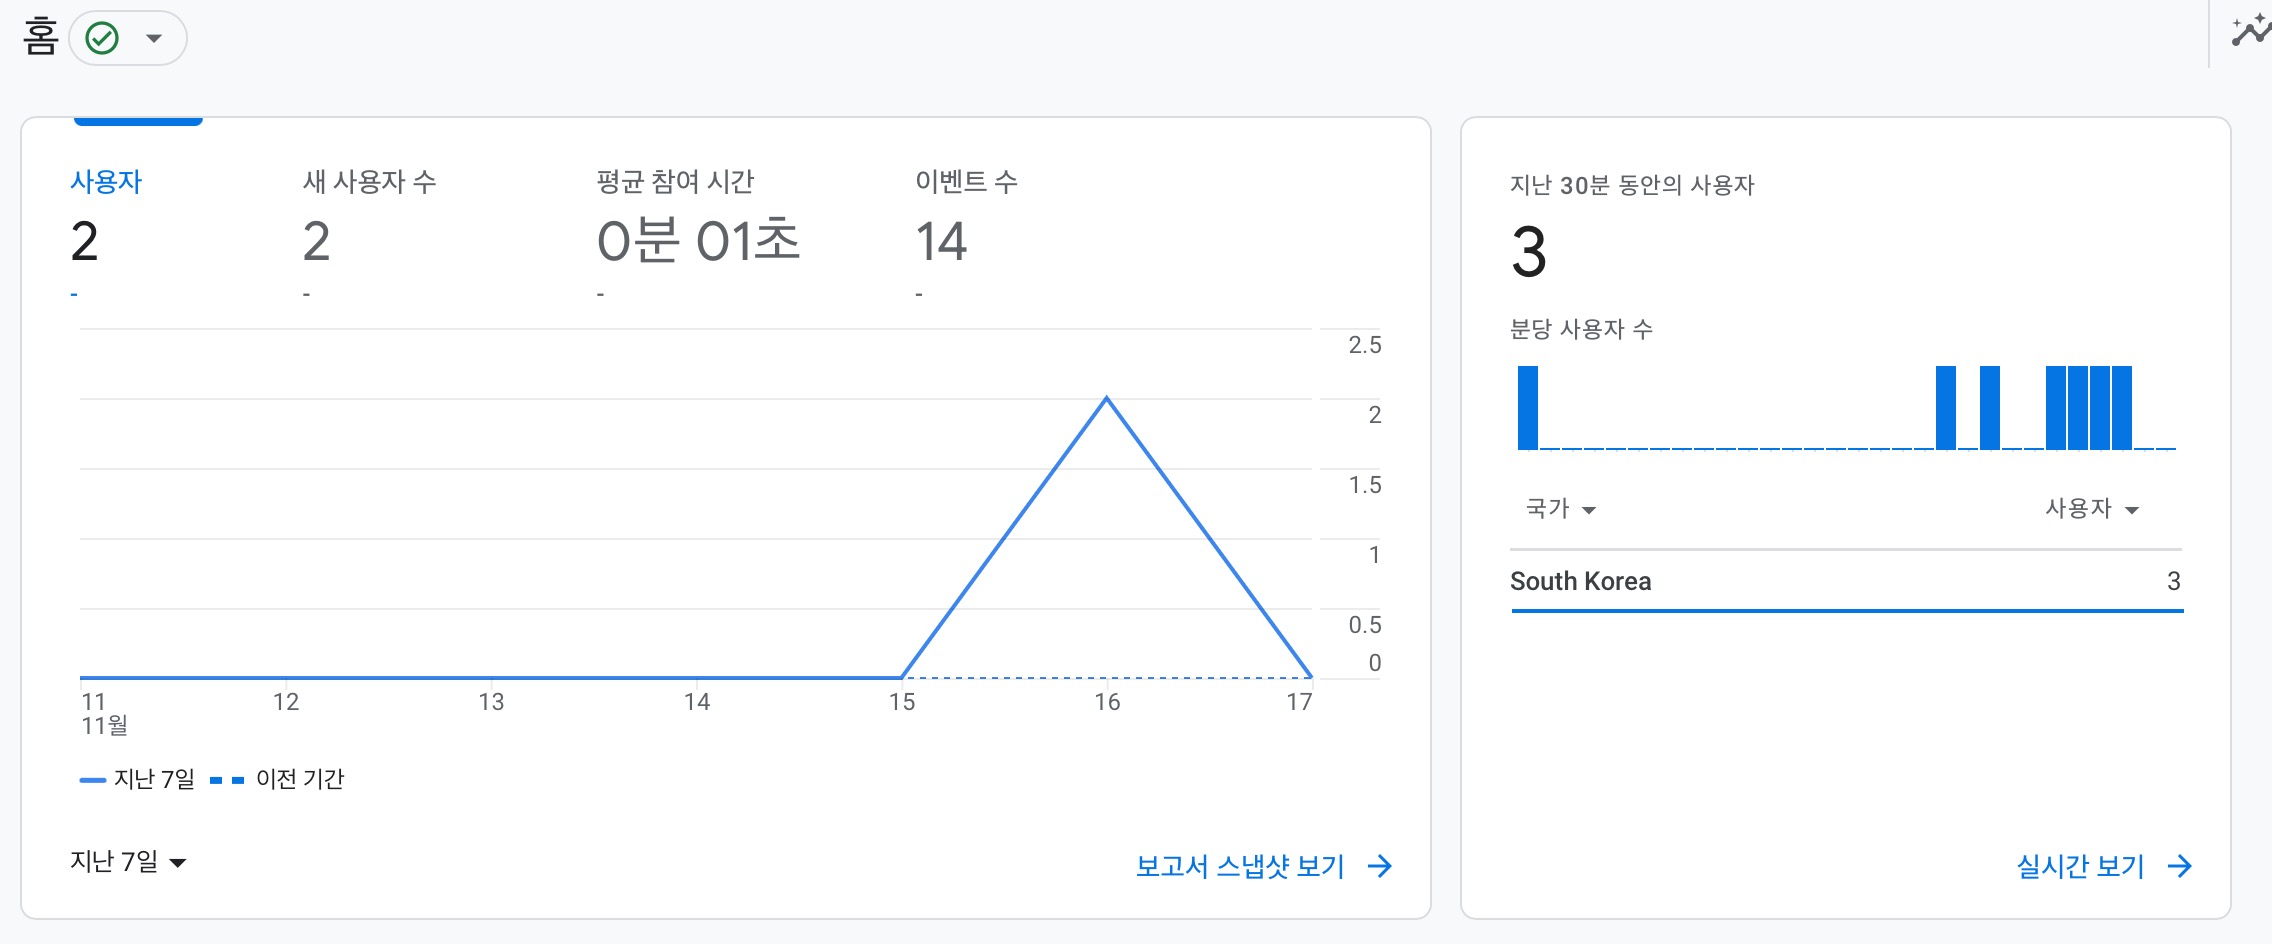 홈
사용자
2
-
새 사용자 수
2
-
평균 참여 시간
0분 01초
-
이벤트 수
14
-
2.5
2
1.5
1
0.5
0
11
11월
12
13
14
15
16
17
지난 7일
이전 기간
지난 7일
보고서 스냅샷 보기
지난 30분 동안의 사용자
3
분당 사용자 수
국가
사용자
South Korea
3
실시간 보기